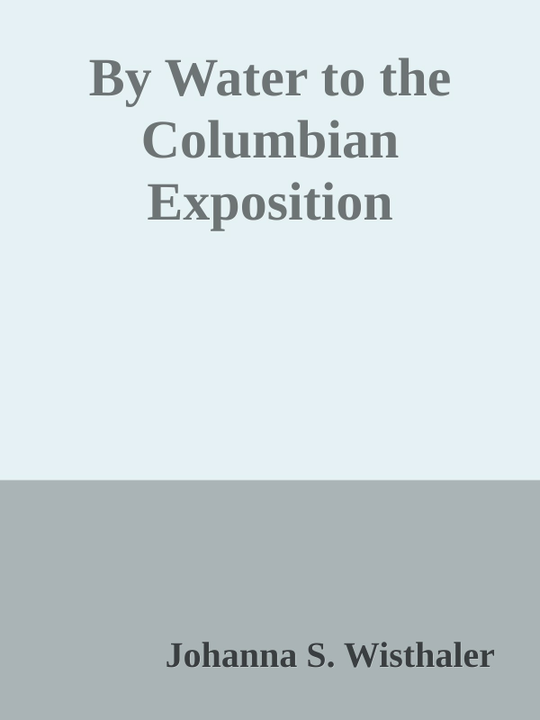 By Water to the
Columbian
Exposition
Johanna S. Wisthaler